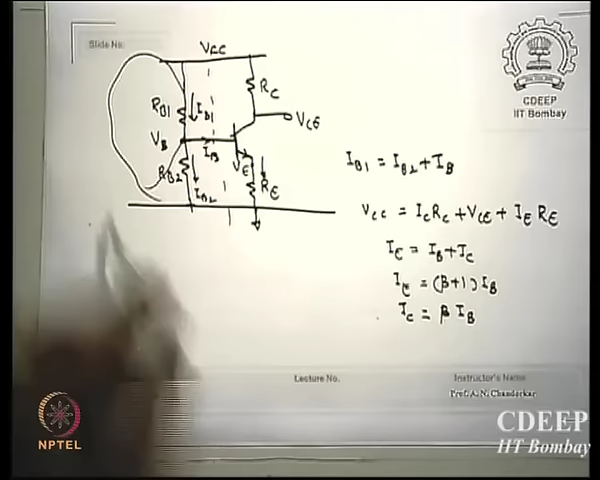 Slide No.
VCC
RC
RB1
IB1
VCE
VB
IB
VE
RB2
IB2
RE
IB1 = IB2 + IB
VCC = ICRC + VCE + IE RE
IE = IB + IC
IE = (β+1) IB
IC = β IB
CDEEP
IIT Bombay
Lecture No.
Instructor's Name
Prof. A. N. Chandorkar
NPTEL
CDEEP
IIT Bombay